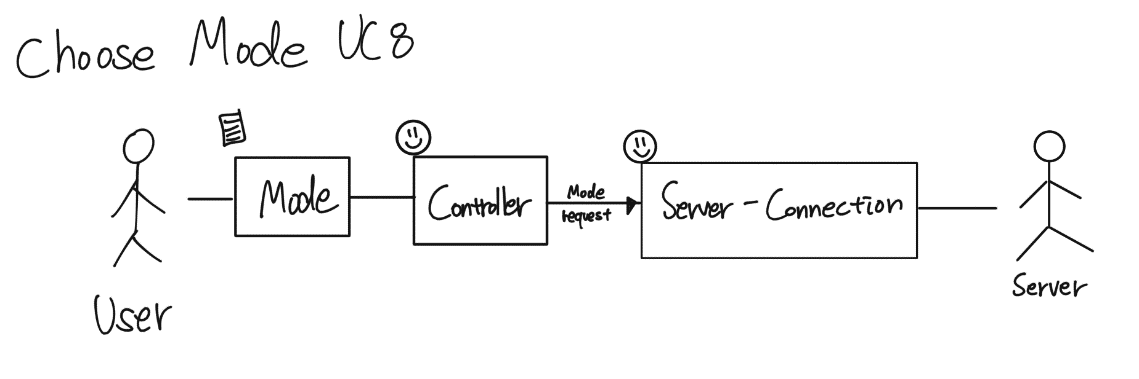 Choose Mode UC8
Mode
Controller
Mode
request
Server-Connection
User
Server